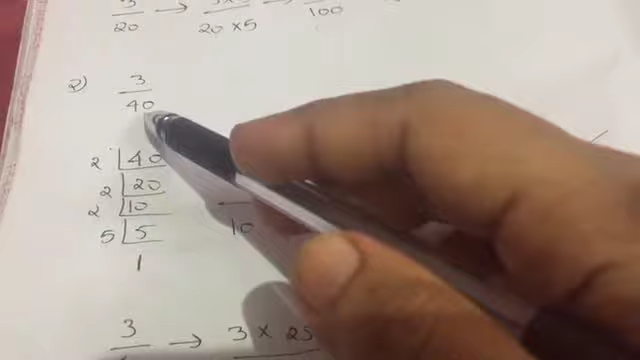 3/20 → 20×5 → 100
2) 3/40
2 | 40
2 | 20
2 | 10
5 | 5
1
10
3 → 3 × 25